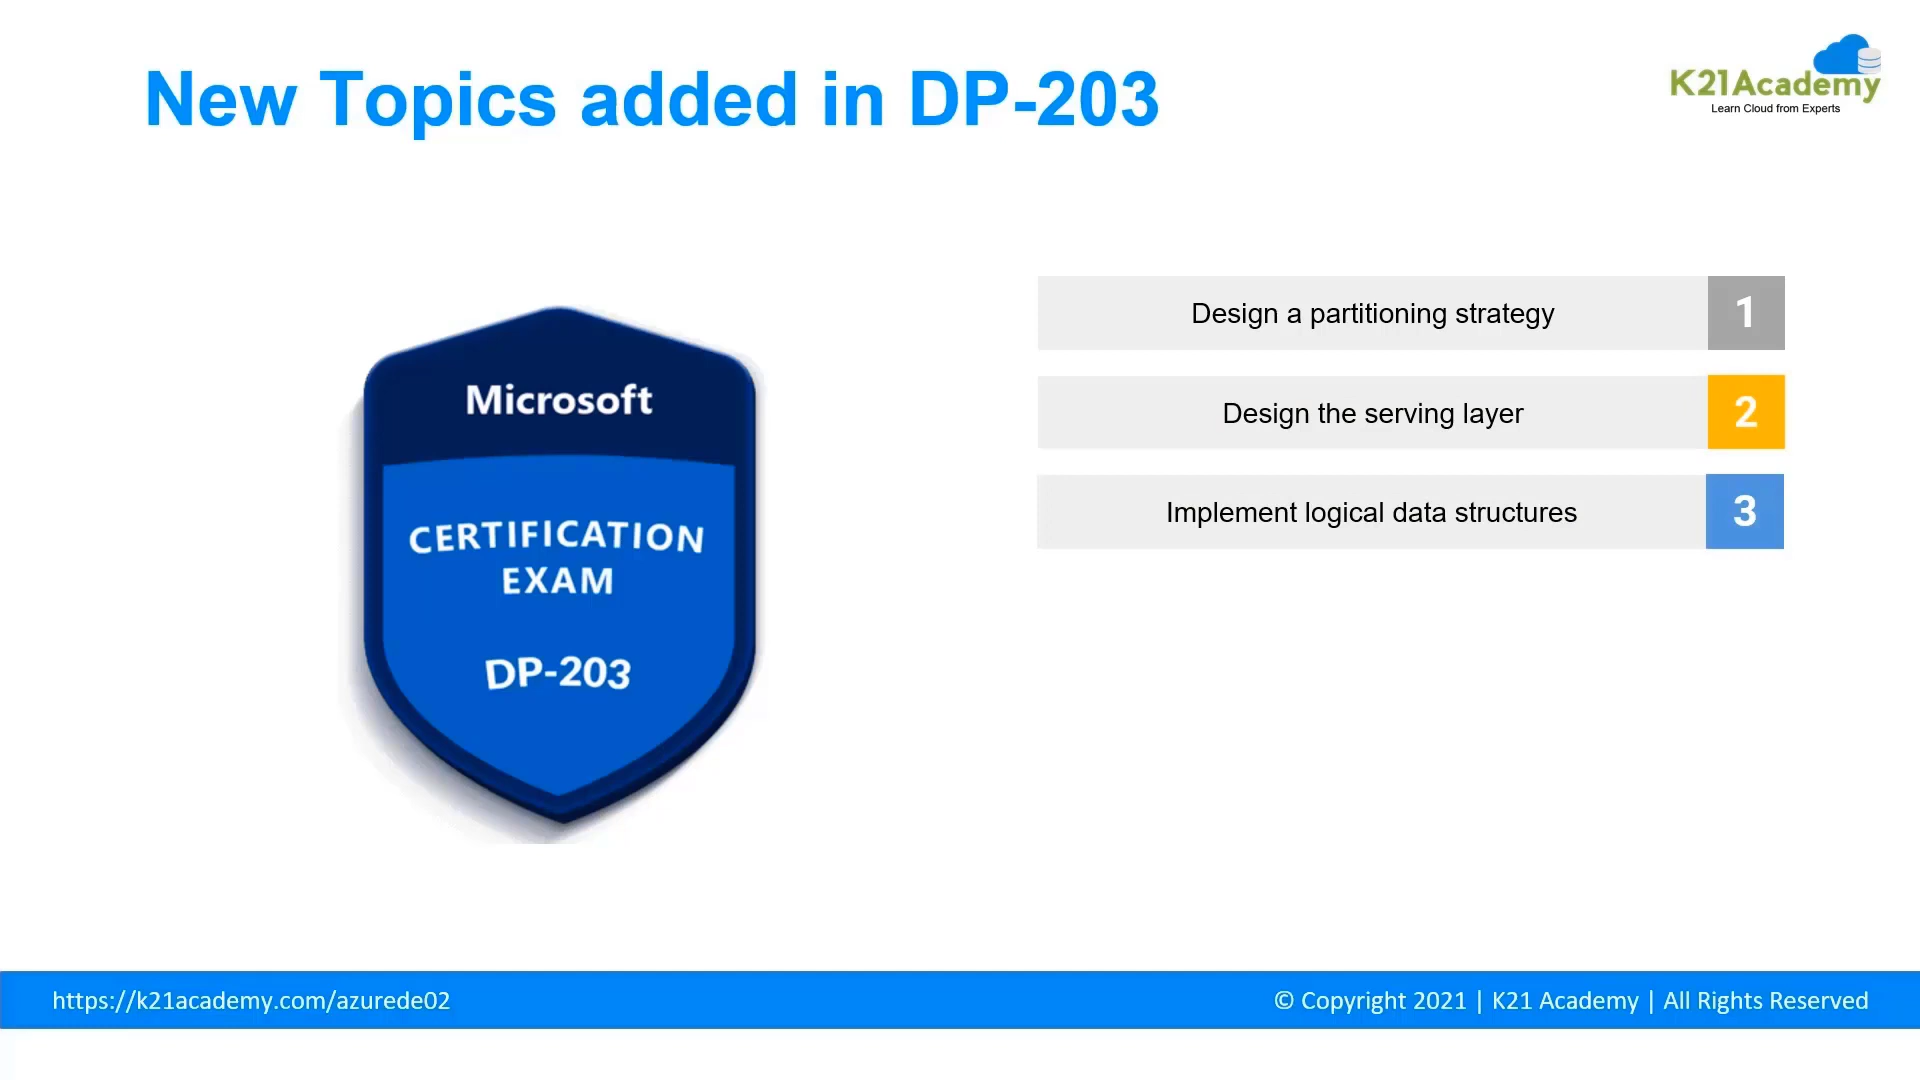 New Topics added in DP-203
K21Academy
Learn Cloud from Experts
Microsoft
CERTIFICATION
EXAM
DP-203
Design a partitioning strategy 1
Design the serving layer 2
Implement logical data structures 3
https://k21academy.com/azurede02
© Copyright 2021 | K21 Academy | All Rights Reserved